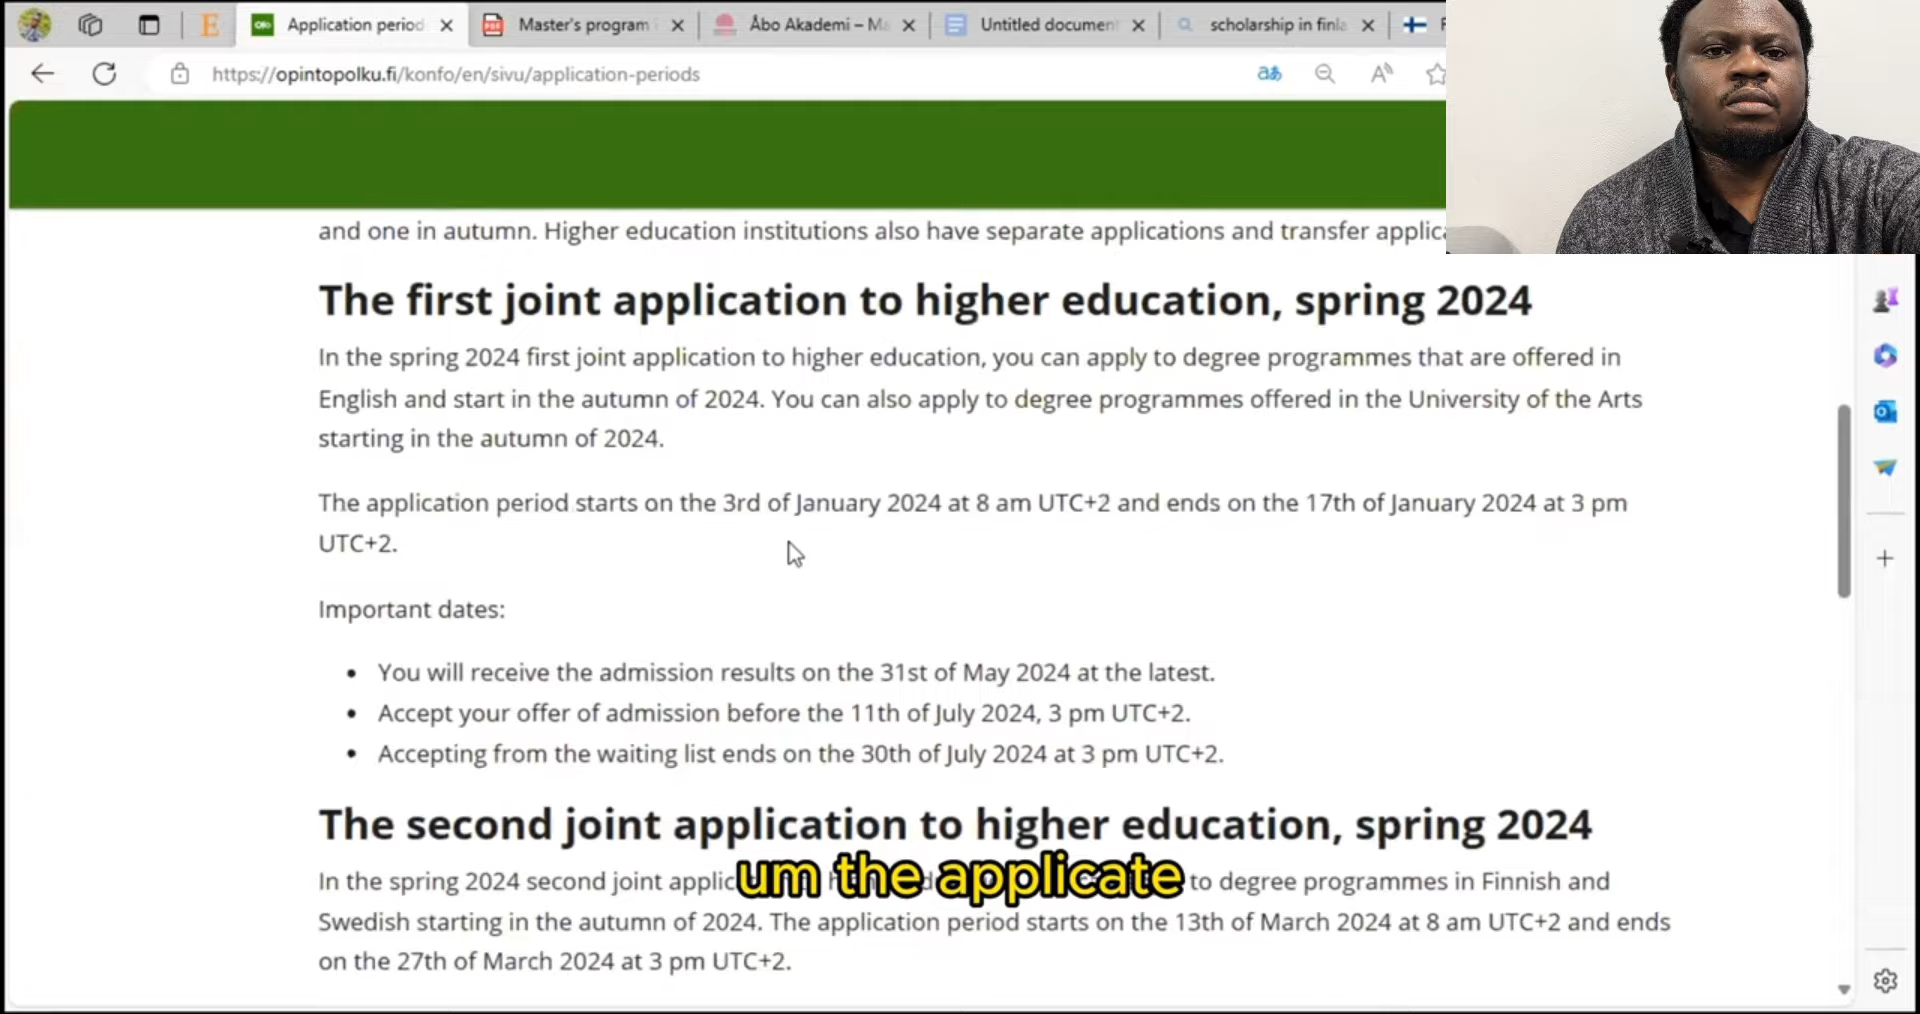 Application period
Master's program
Åbo Akademi – Ma
Untitled document
scholarship in finla
https://opintopolku.fi/konfo/en/sivu/application-periods
and one in autumn. Higher education institutions also have separate applications and transfer applica
The first joint application to higher education, spring 2024
In the spring 2024 first joint application to higher education, you can apply to degree programmes that are offered in
English and start in the autumn of 2024. You can also apply to degree programmes offered in the University of the Arts
starting in the autumn of 2024.
The application period starts on the 3rd of January 2024 at 8 am UTC+2 and ends on the 17th of January 2024 at 3 pm
UTC+2.
Important dates:
• You will receive the admission results on the 31st of May 2024 at the latest.
• Accept your offer of admission before the 11th of July 2024, 3 pm UTC+2.
• Accepting from the waiting list ends on the 30th of July 2024 at 3 pm UTC+2.
The second joint application to higher education, spring 2024
um the applicate
In the spring 2024 second joint applic to degree programmes in Finnish and
Swedish starting in the autumn of 2024. The application period starts on the 13th of March 2024 at 8 am UTC+2 and ends
on the 27th of March 2024 at 3 pm UTC+2.